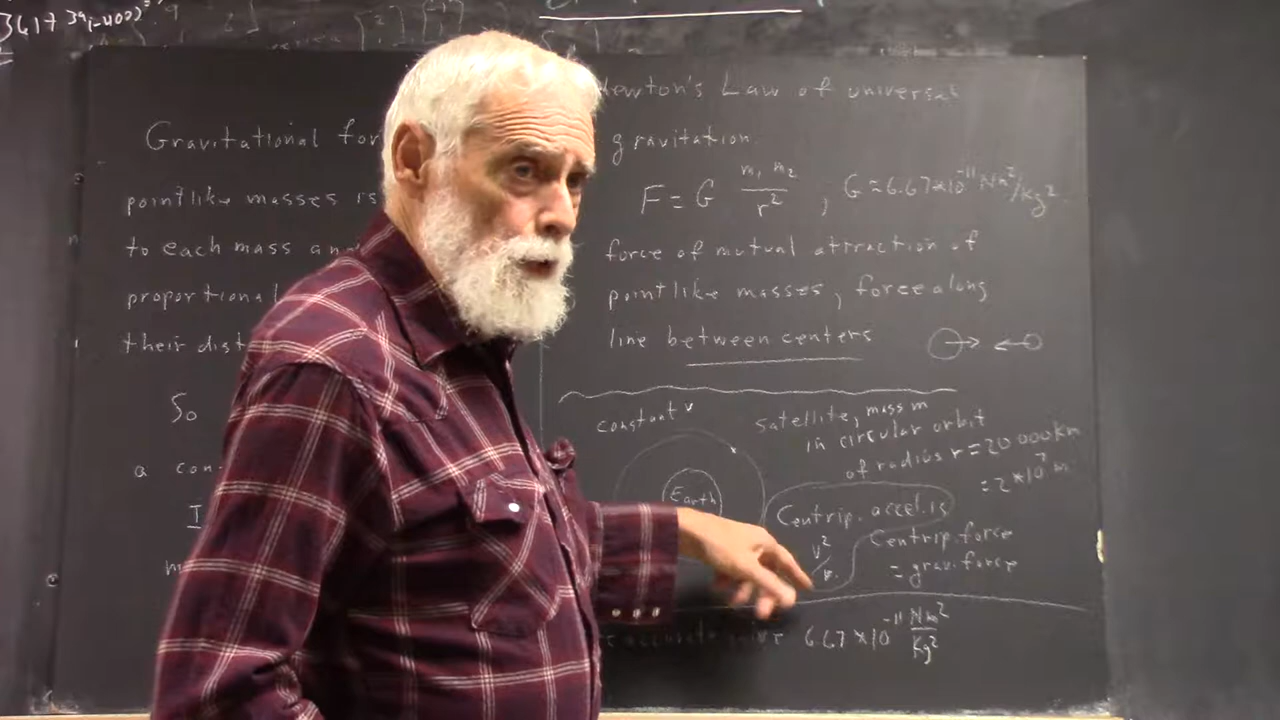 3617
Newton's Law of universal
Gravitational for
gravitation.
pointlike masses is
F = G m₁ m₂ / r² , G ≈ 6.67*10⁻¹¹ Nm²/kg²
to each mass an
force of mutual attraction of
proportional
pointlike masses, force along
their dist
line between centers
So
constant v
satellite, mass m
in circular orbit
of radius r = 20 000 km
= 2*10⁷ m
a con
Earth
I
Centrip. accel. is
v²/r.
Centrip. force
= grav. force
accurate 6.67*10⁻¹¹ Nm²/kg²